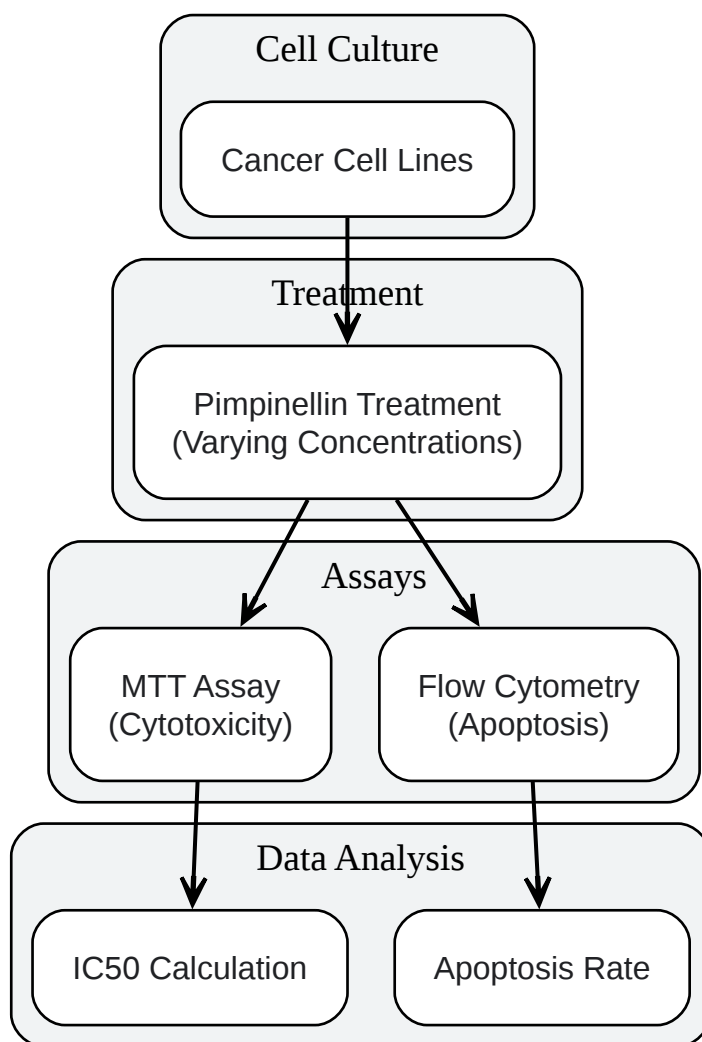 Cell Culture
Cancer Cell Lines
Treatment
Pimpinellin Treatment
(Varying Concentrations)
Assays
MTT Assay
(Cytotoxicity)
Flow Cytometry
(Apoptosis)
Data Analysis
IC50 Calculation
Apoptosis Rate